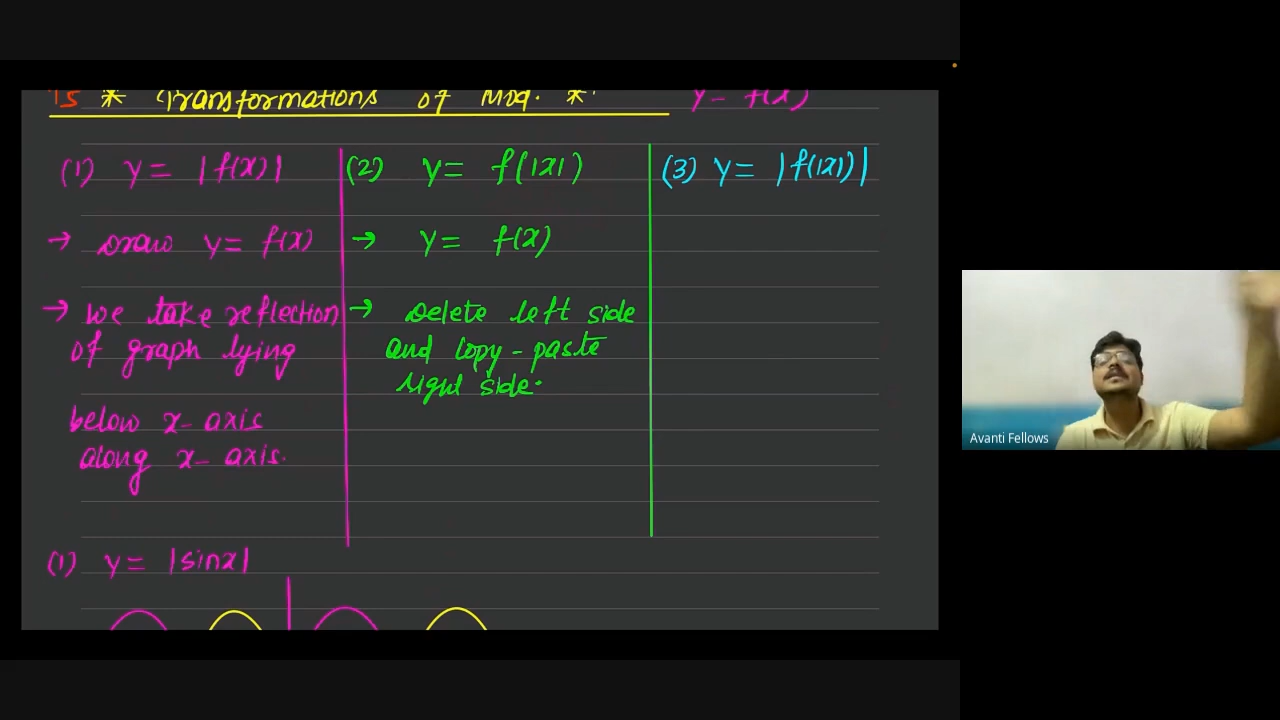 15 * Transformations of Mod. *
y = f(x)
(1) y = |f(x)|
→ Draw y = f(x)
→ we take reflection
of graph lying
below x-axis
along x-axis.
(2) y = f(|x|)
→ y = f(x)
→ Delete left side
and copy-paste
right side.
(3) y = |f(|x|)|
(1) y = |sinx|
Avanti Fellows